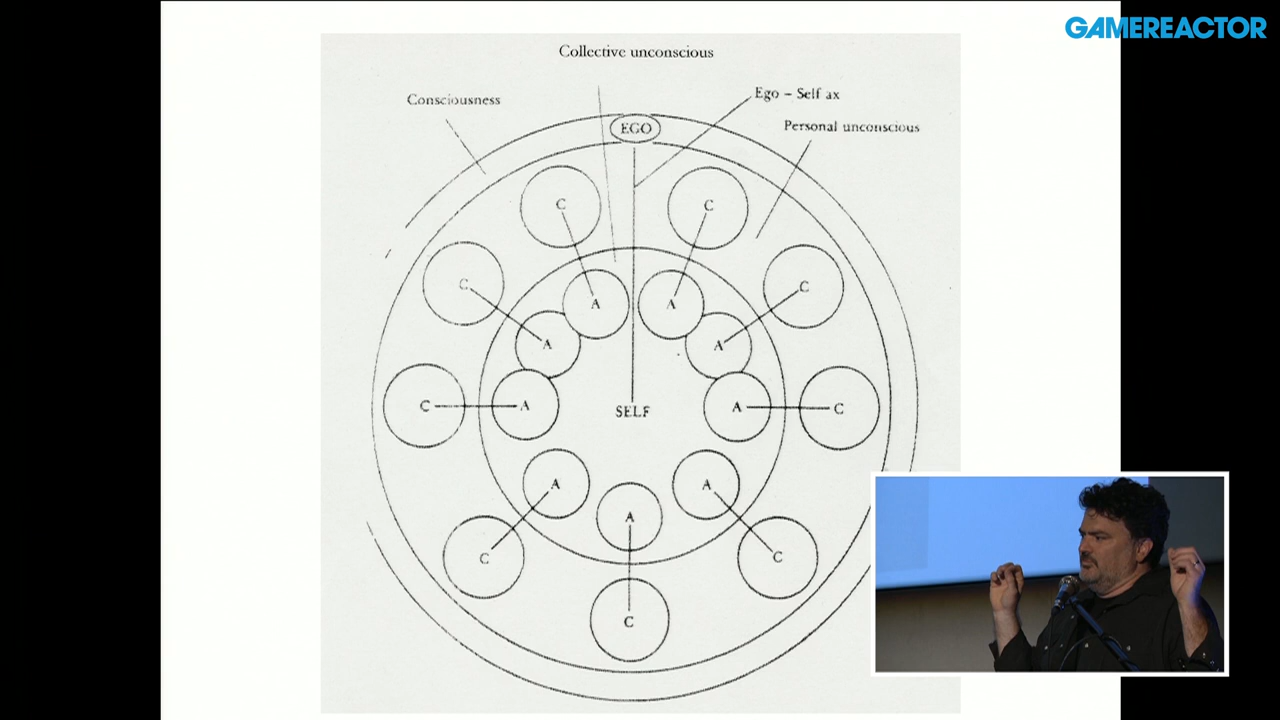 GAMEREACTOR
Collective unconscious
Consciousness
Ego – Self ax
Personal unconscious
EGO
C
C
C
C
A
A
A
A
C
A
SELF
A
C
A
A
A
C
C
C